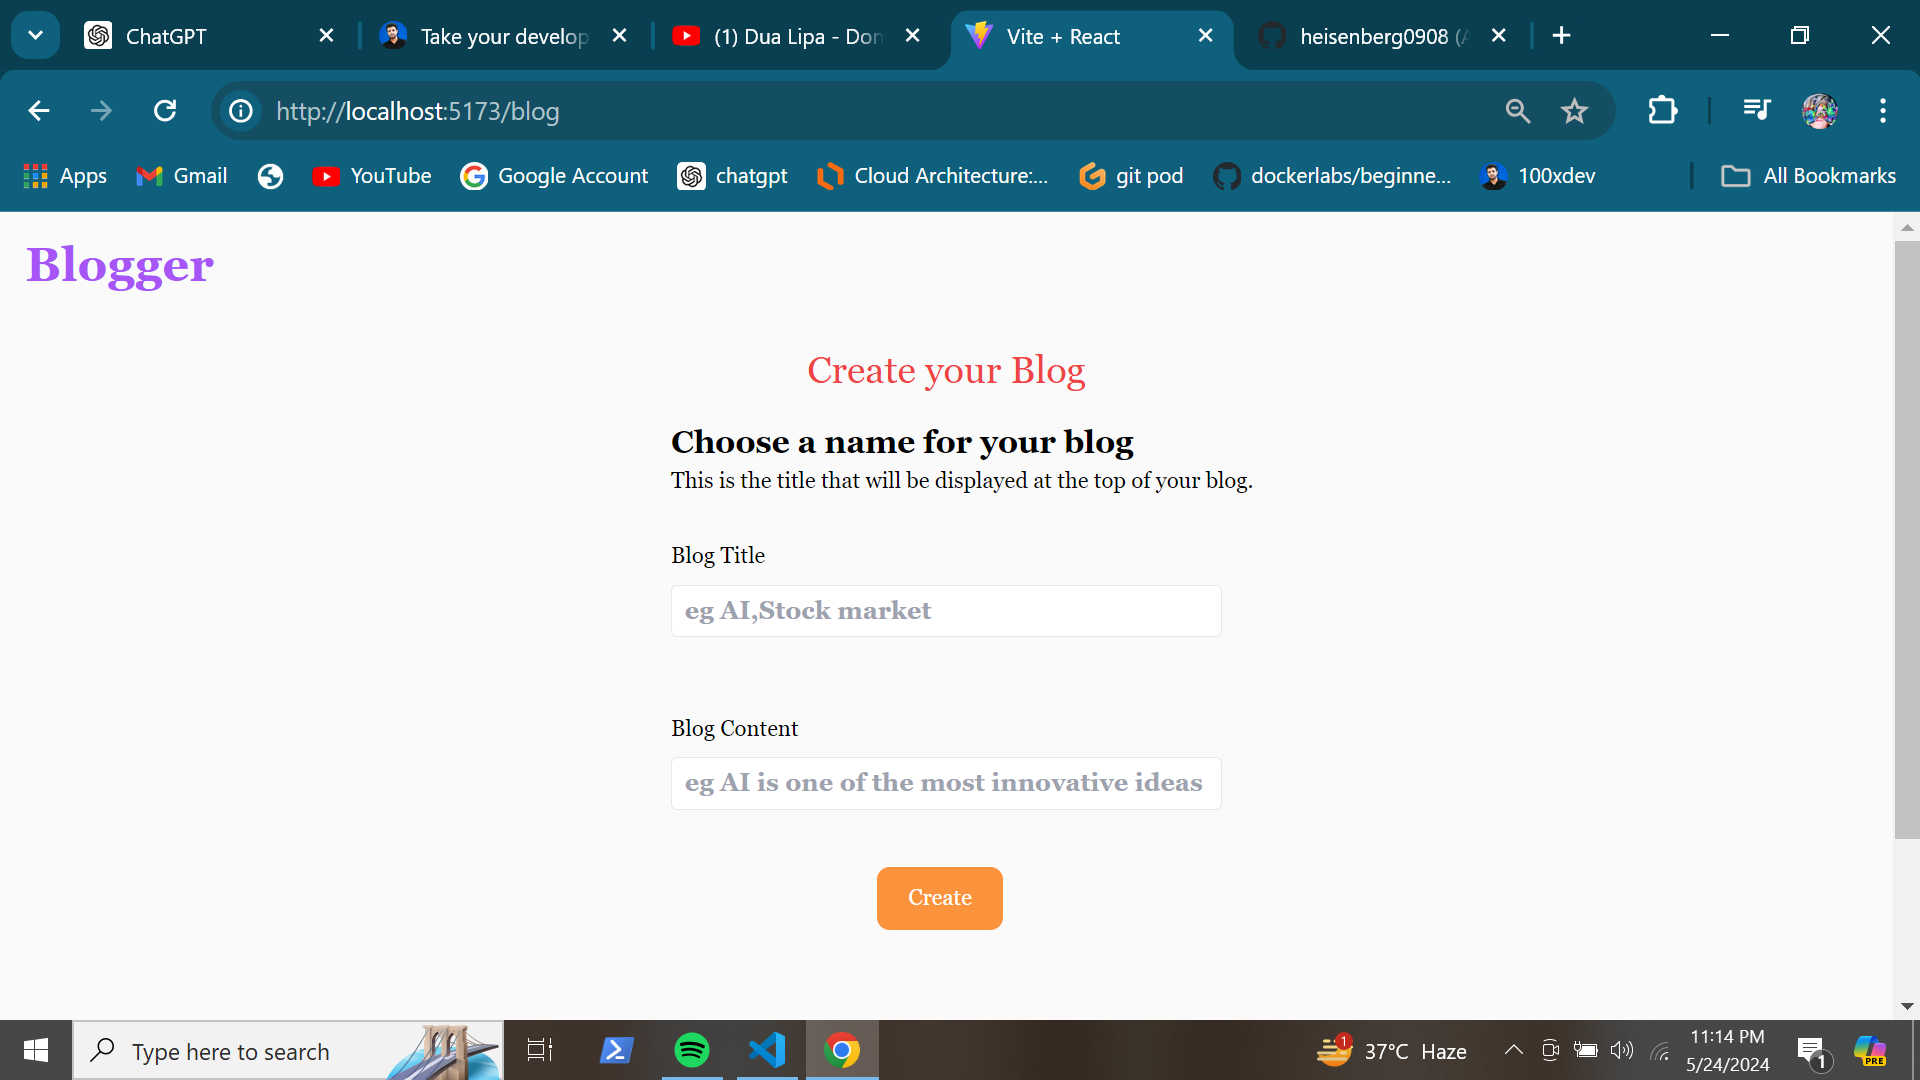 ChatGPT
Take your develop
(1) Dua Lipa - Don
Vite + React
heisenberg0908 (A
http://localhost:5173/blog
Apps
Gmail
YouTube
Google Account
chatgpt
Cloud Architecture:...
git pod
dockerlabs/beginne...
100xdev
All Bookmarks
Blogger
Create your Blog
Choose a name for your blog
This is the title that will be displayed at the top of your blog.
Blog Title
eg AI,Stock market
Blog Content
eg AI is one of the most innovative ideas
Create
Type here to search
1
37°C Haze
11:14 PM
5/24/2024
1
PRE